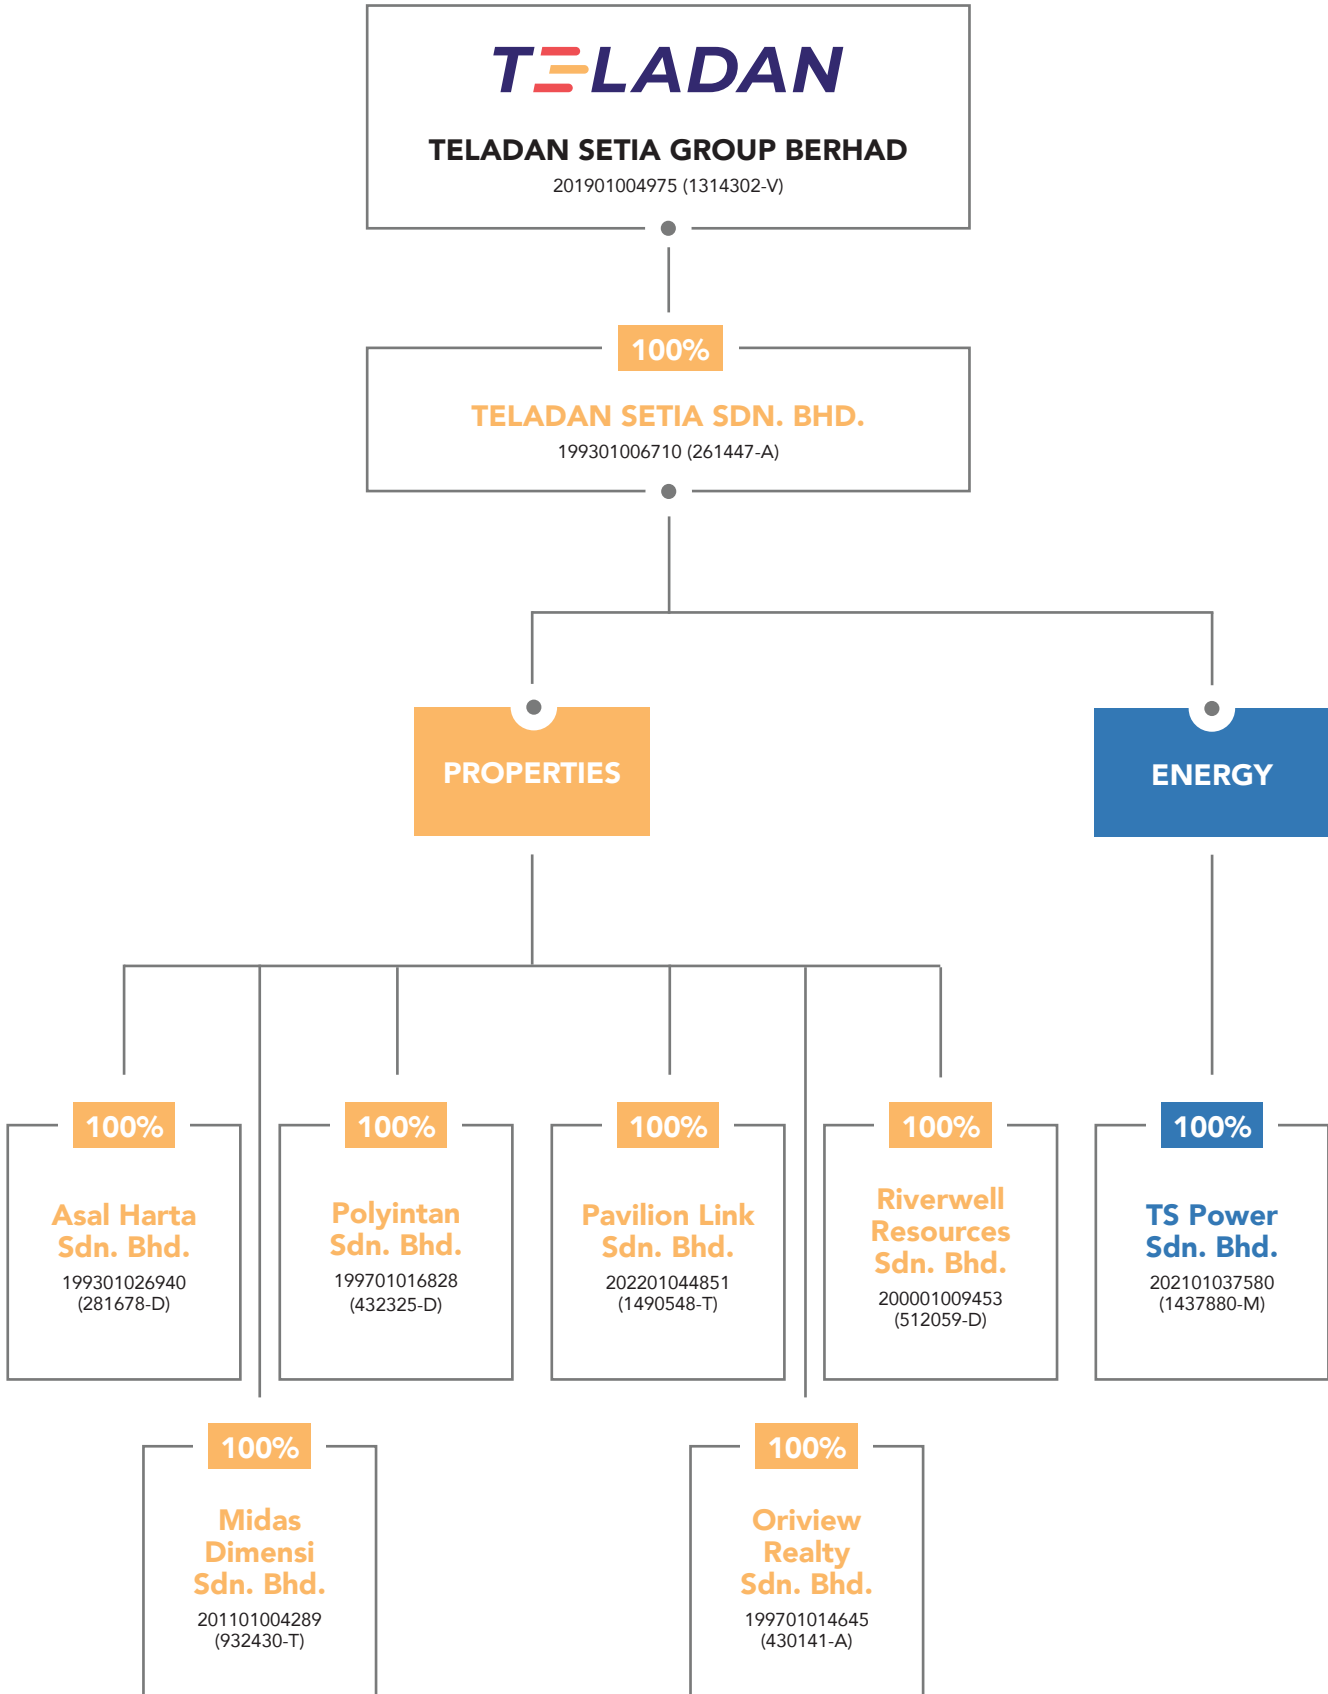 TELADAN
TELADAN SETIA GROUP BERHAD
201901004975 (1314302-V)
100%
TELADAN SETIA SDN. BHD.
199301006710 (261447-A)
PROPERTIES
ENERGY
100%
Asal Harta
Sdn. Bhd.
199301026940
(281678-D)
100%
Polyintan
Sdn. Bhd.
199701016828
(432325-D)
100%
Pavilion Link
Sdn. Bhd.
202201044851
(1490548-T)
100%
Riverwell
Resources
Sdn. Bhd.
200001009453
(512059-D)
100%
TS Power
Sdn. Bhd.
202101037580
(1437880-M)
100%
Midas
Dimensi
Sdn. Bhd.
201101004289
(932430-T)
100%
Oriview
Realty
Sdn. Bhd.
199701014645
(430141-A)